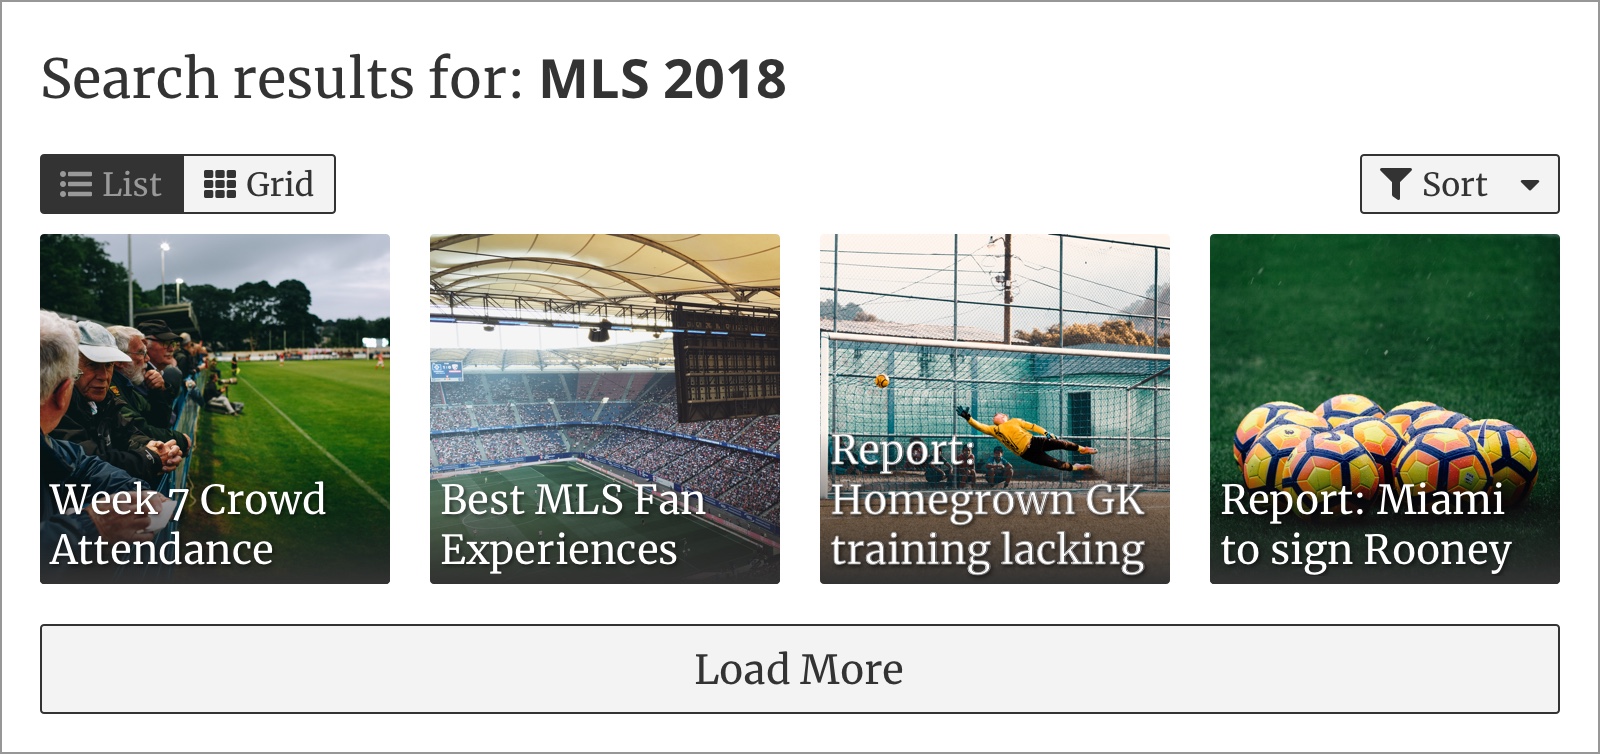 Search results for: MLS 2018
List
Grid
Sort
Week 7 Crowd
Attendance
Best MLS Fan
Experiences
Report:
Homegrown GK
training lacking
Report: Miami
to sign Rooney
Load More